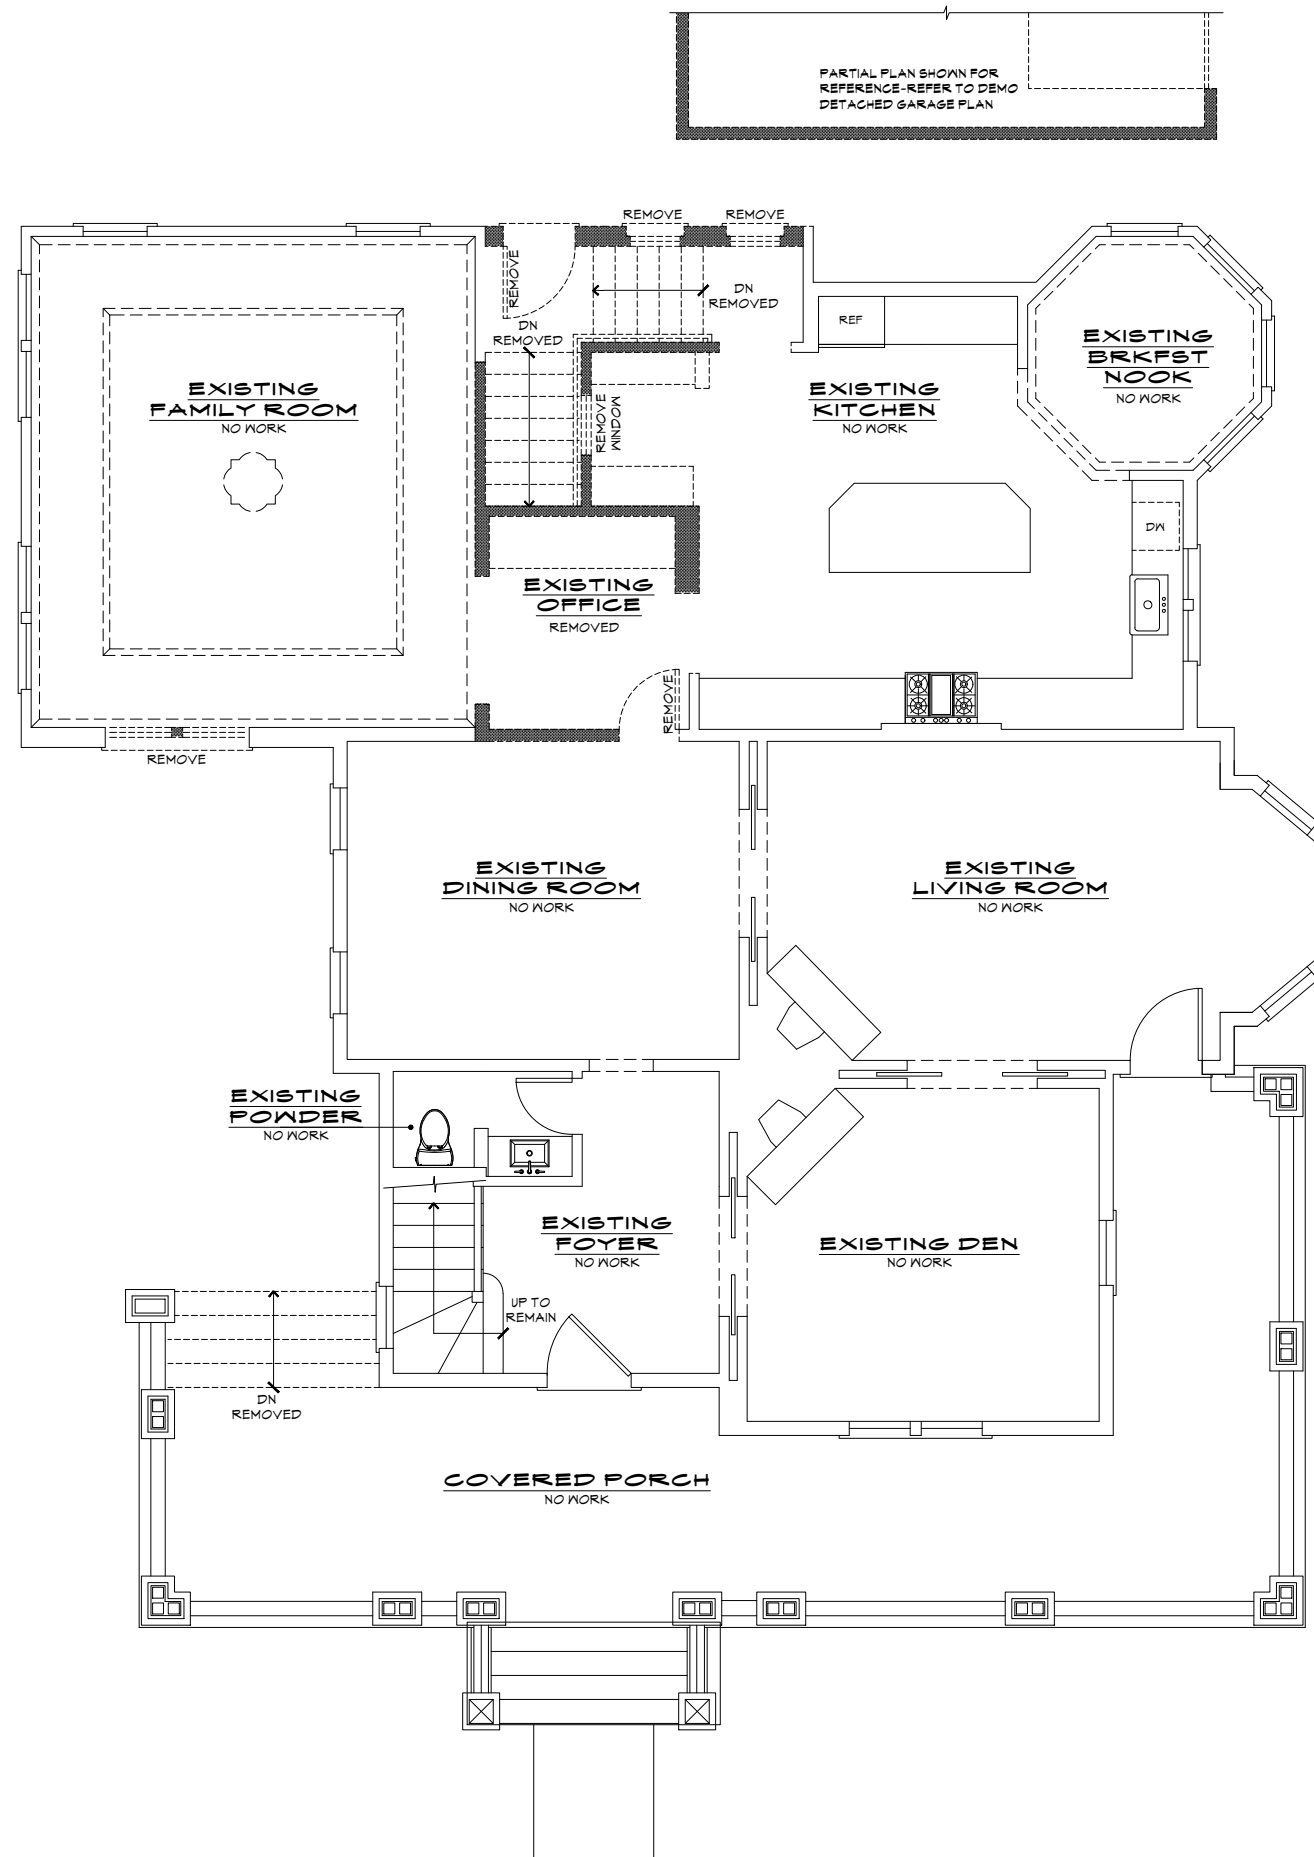 PARTIAL PLAN SHOWN FOR
REFERENCE-REFER TO DEMO
DETACHED GARAGE PLAN
REMOVE
REMOVE
REMOVE
DN
REMOVED
DN
REMOVED
REF
EXISTING
BRKFST
NOOK
NO WORK
EXISTING
FAMILY ROOM
NO WORK
REMOVE
WINDOW
EXISTING
KITCHEN
NO WORK
DW
EXISTING
OFFICE
REMOVED
REMOVE
REMOVE
EXISTING
DINING ROOM
NO WORK
EXISTING
LIVING ROOM
NO WORK
EXISTING
POWDER
NO WORK
EXISTING
FOYER
NO WORK
EXISTING DEN
NO WORK
UP TO
REMAIN
DN
REMOVED
COVERED PORCH
NO WORK